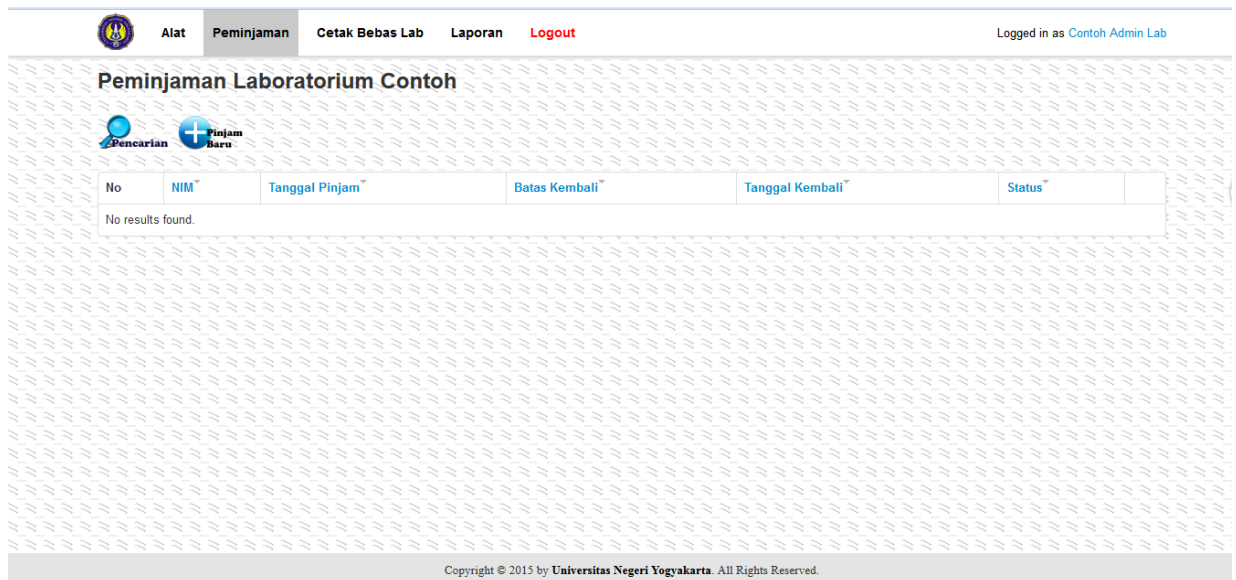 Alat Peminjaman Cetak Bebas Lab Laporan Logout Logged in as Contoh Admin Lab
Peminjaman Laboratorium Contoh
Pencarian
Pinjam
Baru
No NIM Tanggal Pinjam Batas Kembali Tanggal Kembali Status
No results found.
Copyright © 2015 by Universitas Negeri Yogyakarta. All Rights Reserved.